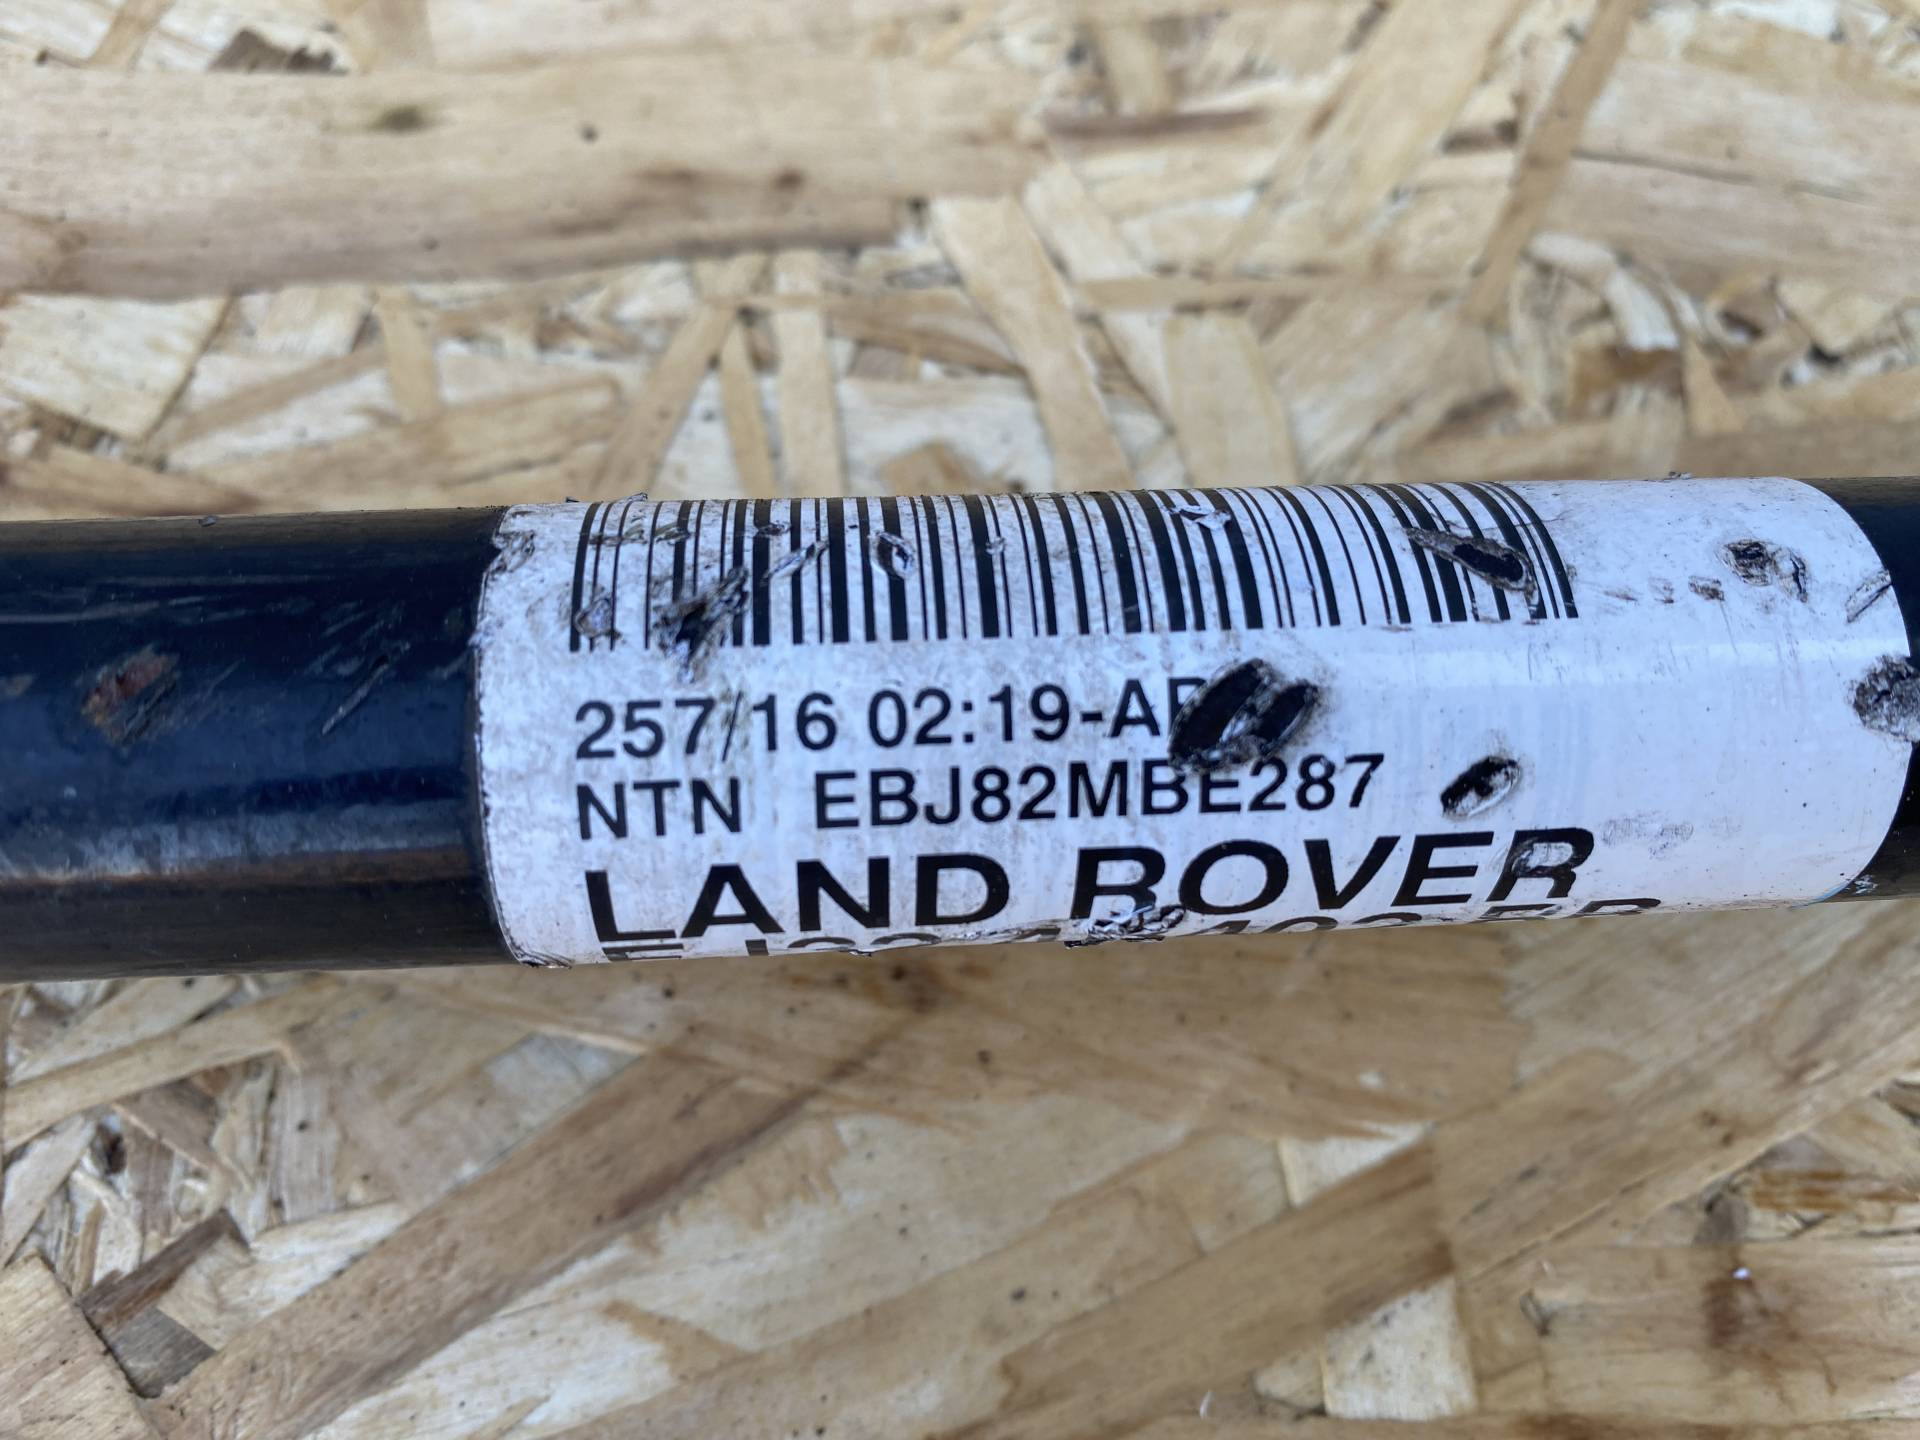 257/16 02:19-A
NTN EBJ82MBE287
LAND ROVER